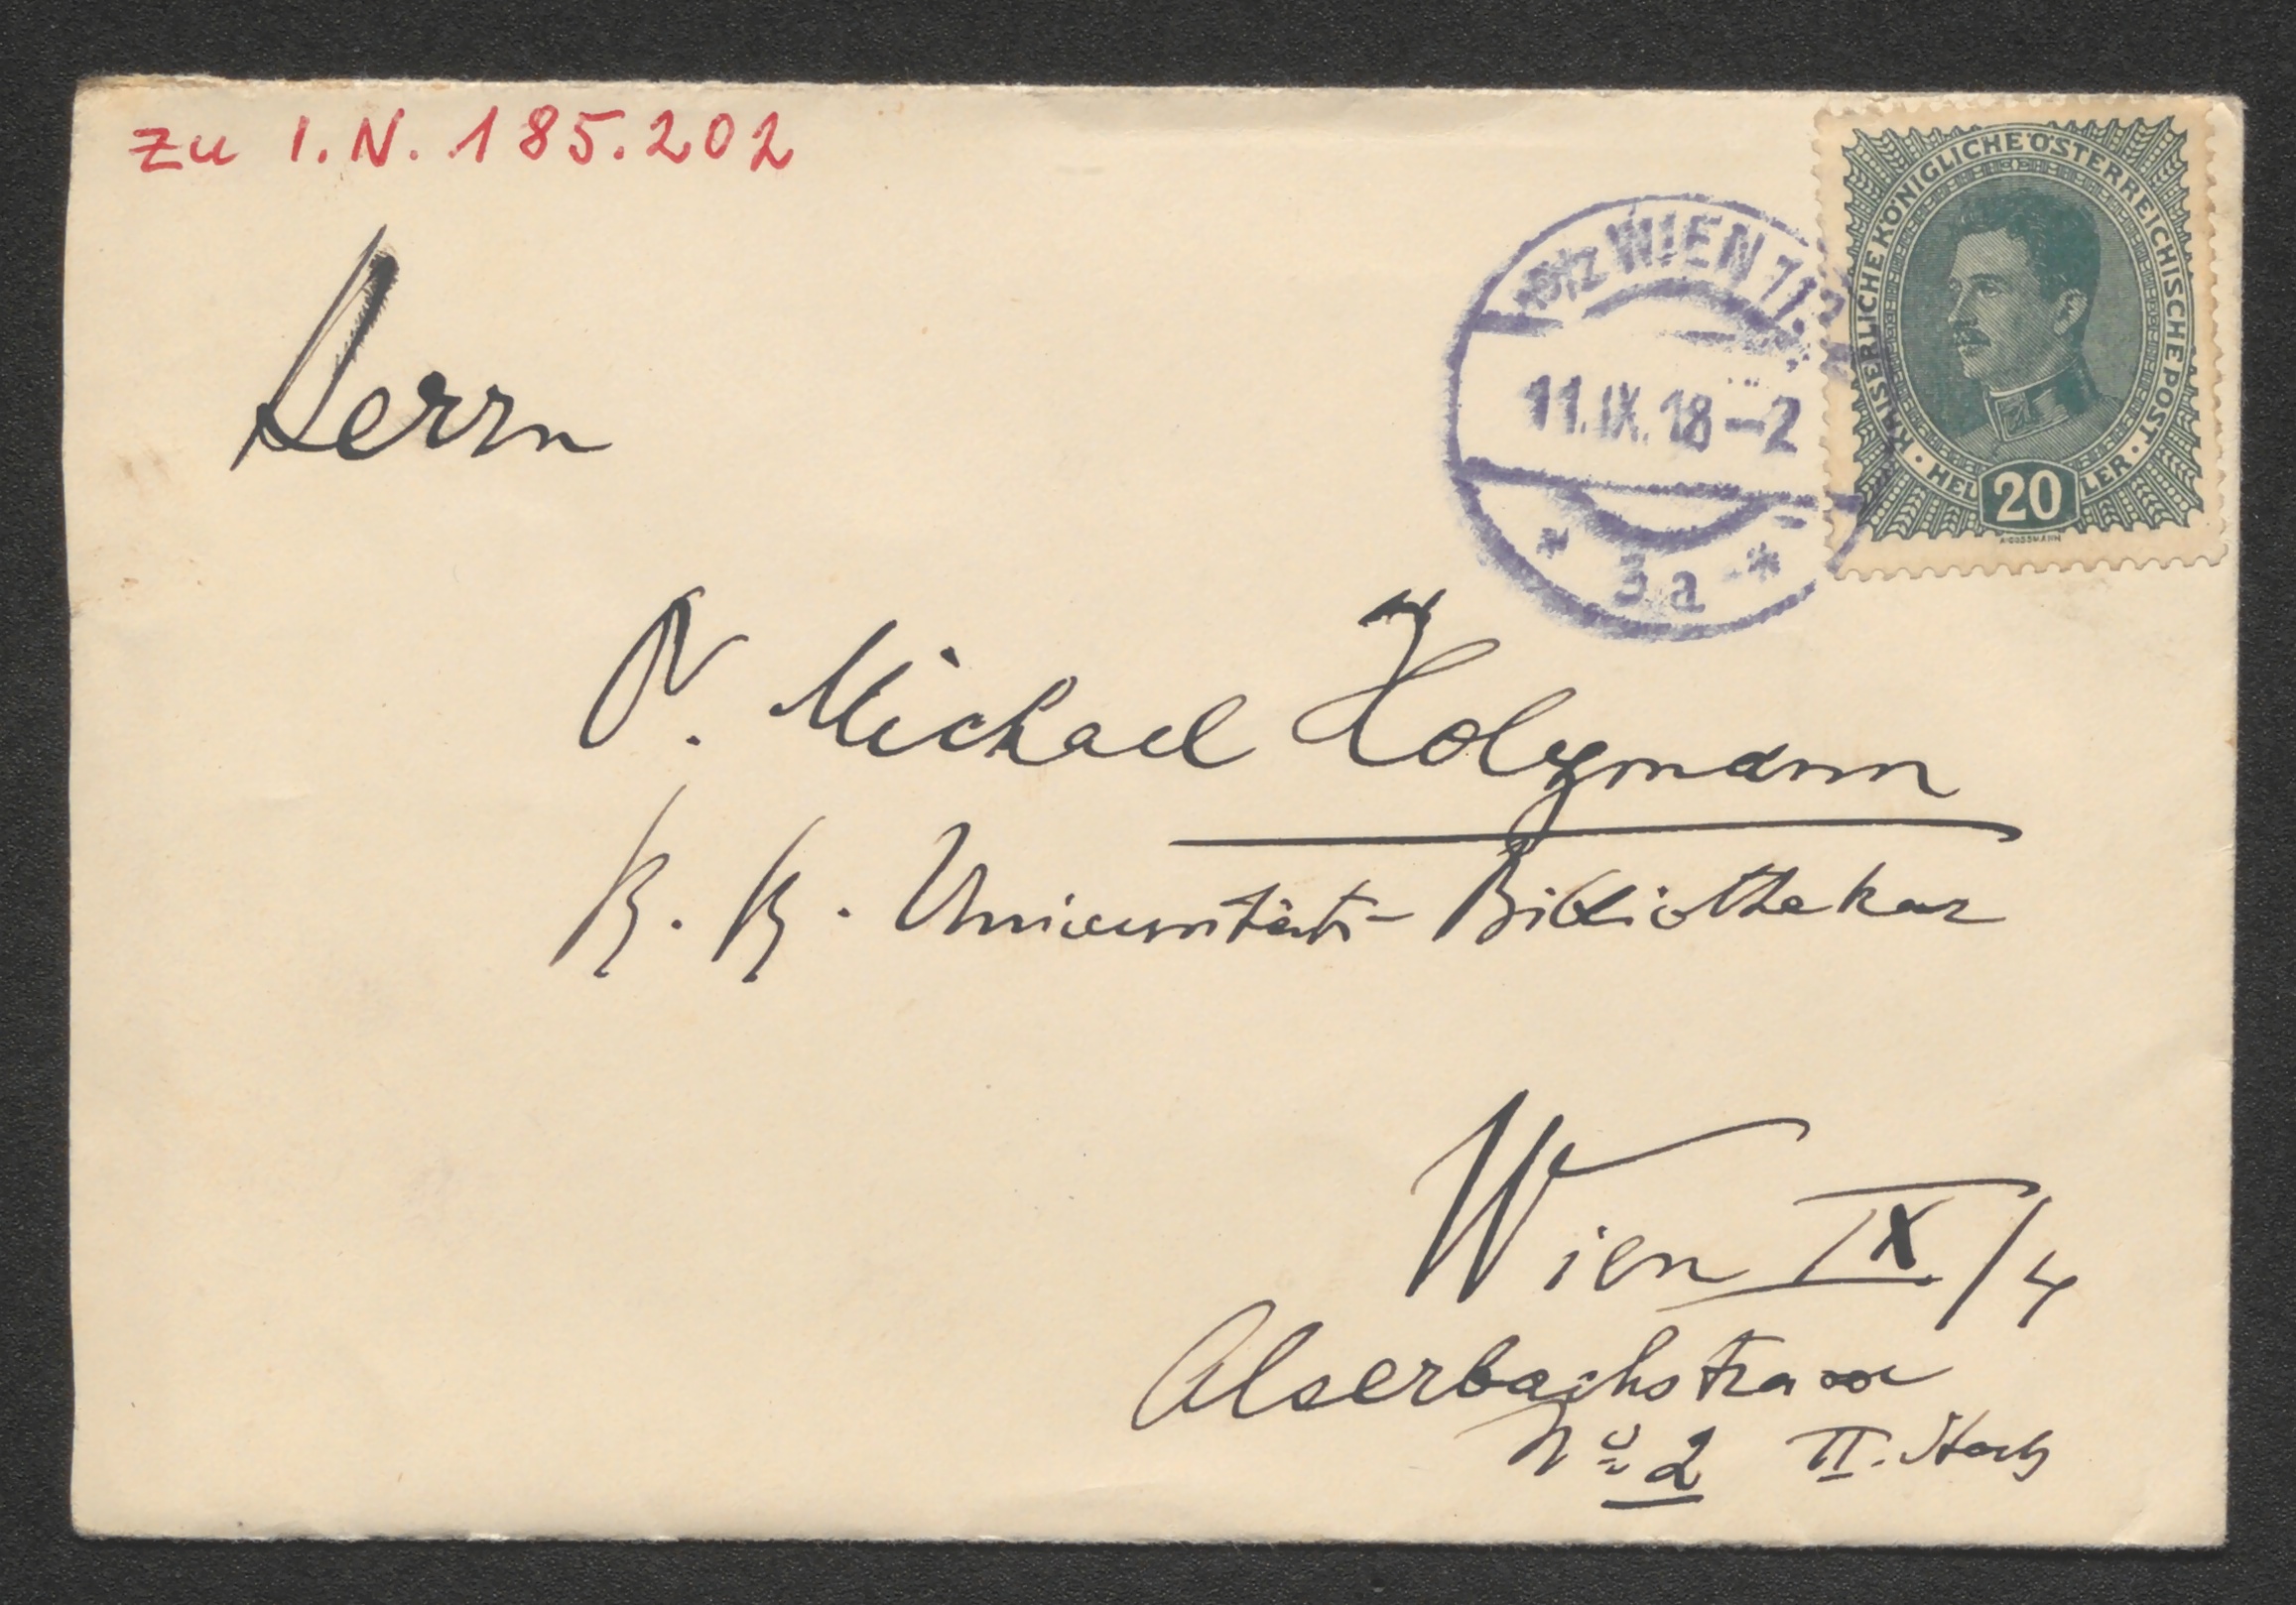 zu I.N. 185.202
KAISERLICHE KÖNIGLICHE ÖSTERREICHISCHE POST
HELLER
20
WIEN
11.IX.18-2
* 3a *
Herrn
Dr. Michael Holzmann
K. K. Universitäts-Bibliothekar
Wien IX/4
Alserbachstrasse
No 2 II. Stock